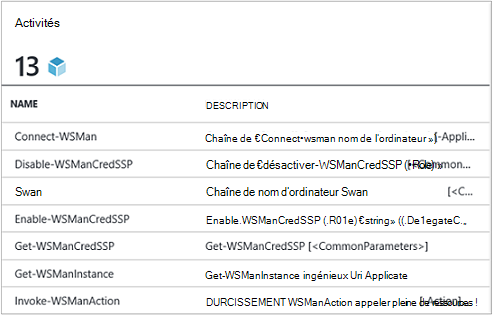 Activités
13
NAME DESCRIPTION
Connect-WSMan Chaîne de €Connect•wsman nom de l'ordinateur ») [-Appli...
Disable-WSManCredSSP Chaîne de €désactiver-WSManCredSSP (•Role) »
Swan Chaîne de nom d'ordinateur Swan [<C...
Enable-WSManCredSSP Enable.WSManCredSSP (.R01e) €string» ((.De1egateC.,
Get-WSManCredSSP Get-WSManCredSSP [<CommonParameters>]
Get-WSManInstance Get-WSManInstance ingénieux Uri Applicate
Invoke-WSManAction DURCISSEMENT WSManAction appeler pleine de ressources !